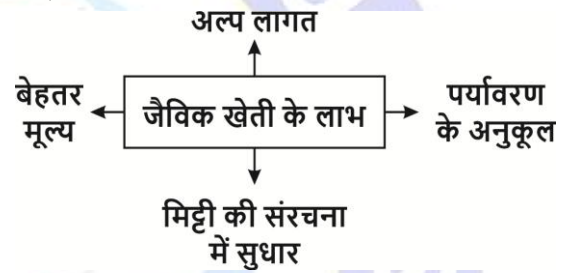 अल्प लागत
बेहतर
मूल्य
जैविक खेती के लाभ
पर्यावरण
के अनुकूल
मिट्टी की संरचना
में सुधार